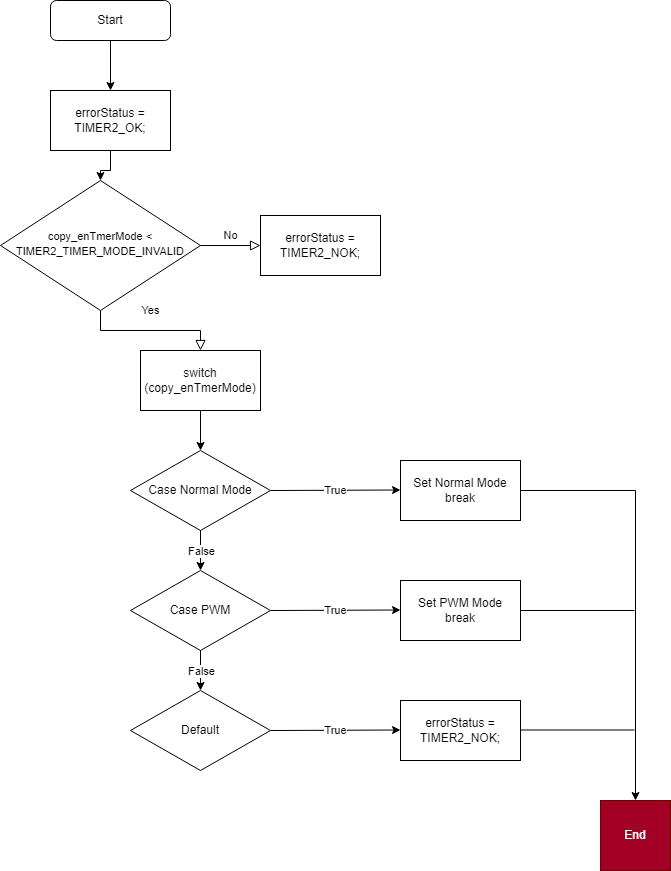 Start
errorStatus =
TIMER2_OK;
copy_enTmerMode <
TIMER2_TIMER_MODE_INVALID
No
errorStatus =
TIMER2_NOK;
Yes
switch
(copy_enTmerMode)
Case Normal Mode
True
Set Normal Mode
break
False
Case PWM
True
Set PWM Mode
break
False
Default
True
errorStatus =
TIMER2_NOK;
End